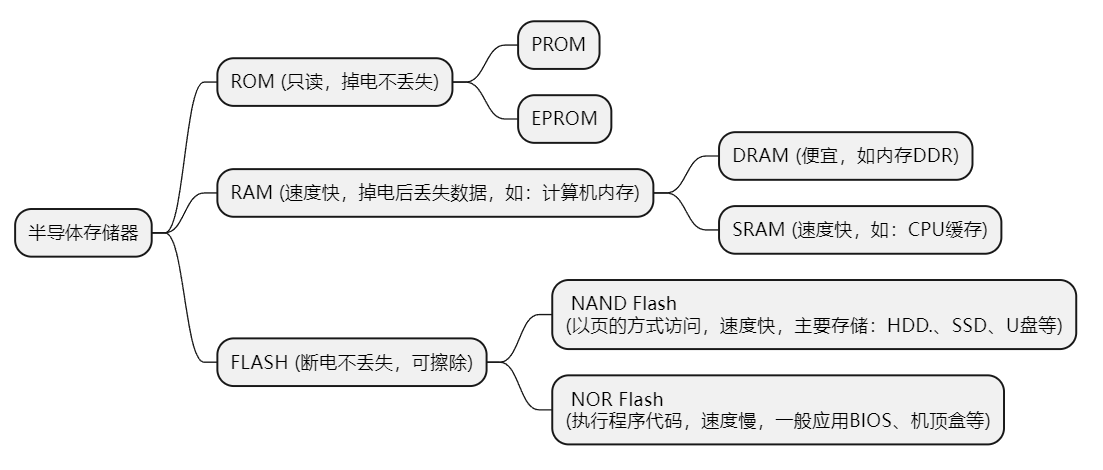 半导体存储器
ROM (只读，掉电不丢失)
PROM
EPROM
RAM (速度快，掉电后丢失数据，如：计算机内存)
DRAM (便宜，如内存DDR)
SRAM (速度快，如：CPU缓存)
FLASH (断电不丢失，可擦除)
NAND Flash
(以页的方式访问，速度快，主要存储：HDD.、SSD、U盘等)
NOR Flash
(执行程序代码，速度慢，一般应用BIOS、机顶盒等)